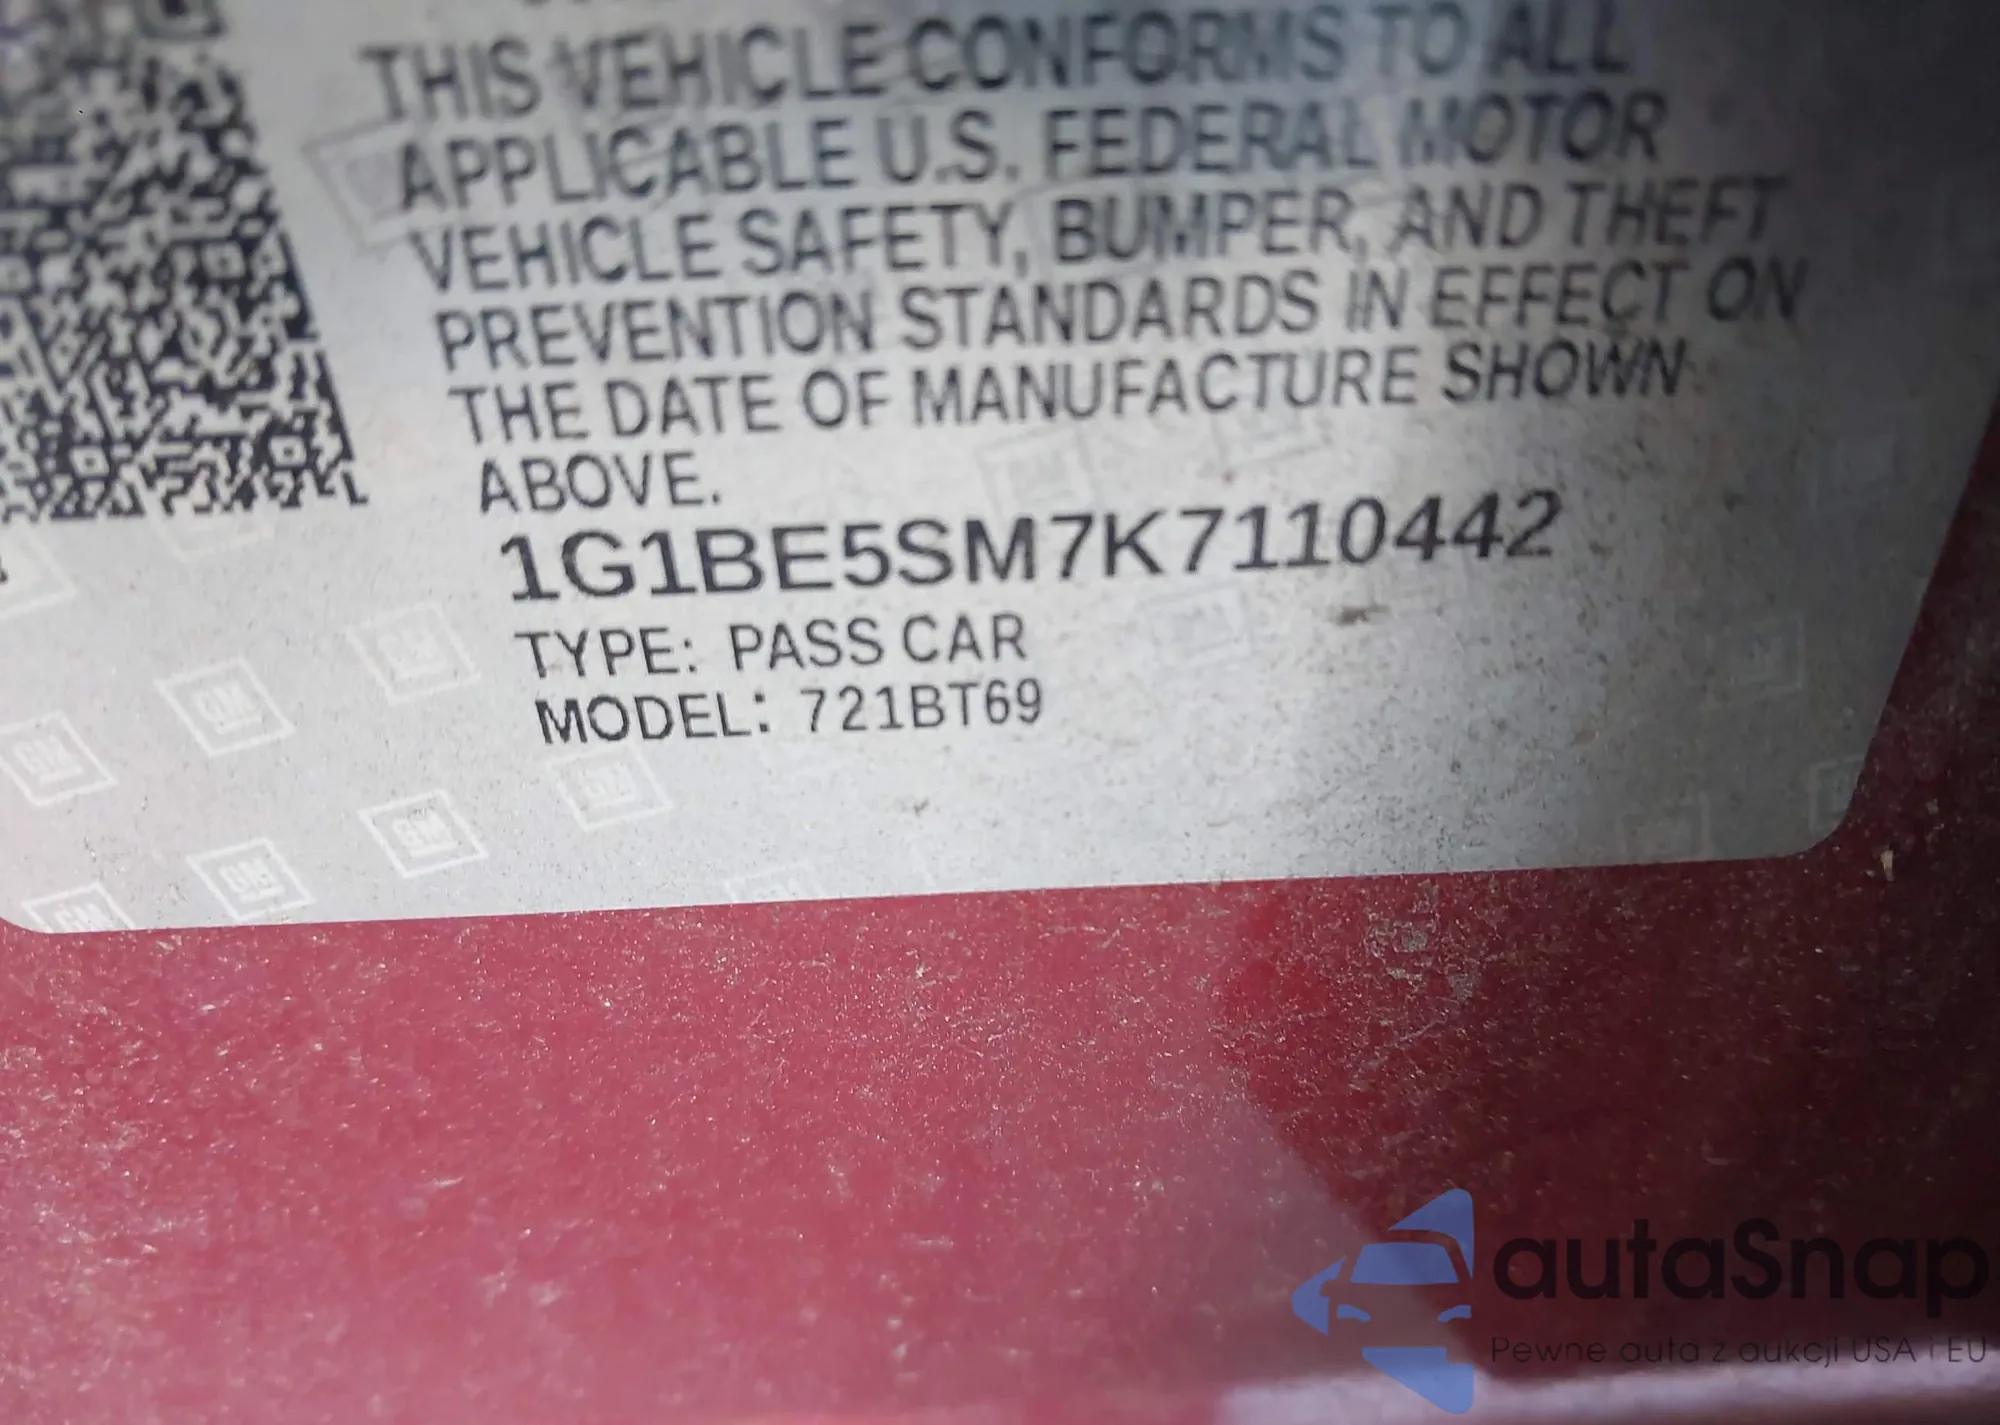 THIS VEHICLE CONFORMS TO ALL
APPLICABLE U.S. FEDERAL MOTOR
VEHICLE SAFETY, BUMPER, AND THEFT
PREVENTION STANDARDS IN EFFECT ON
THE DATE OF MANUFACTURE SHOWN
ABOVE.
1G1BE5SM7K7110442
TYPE: PASS CAR
MODEL: 721BT69
autaSnap
Pewne auta z aukcji USA i EU